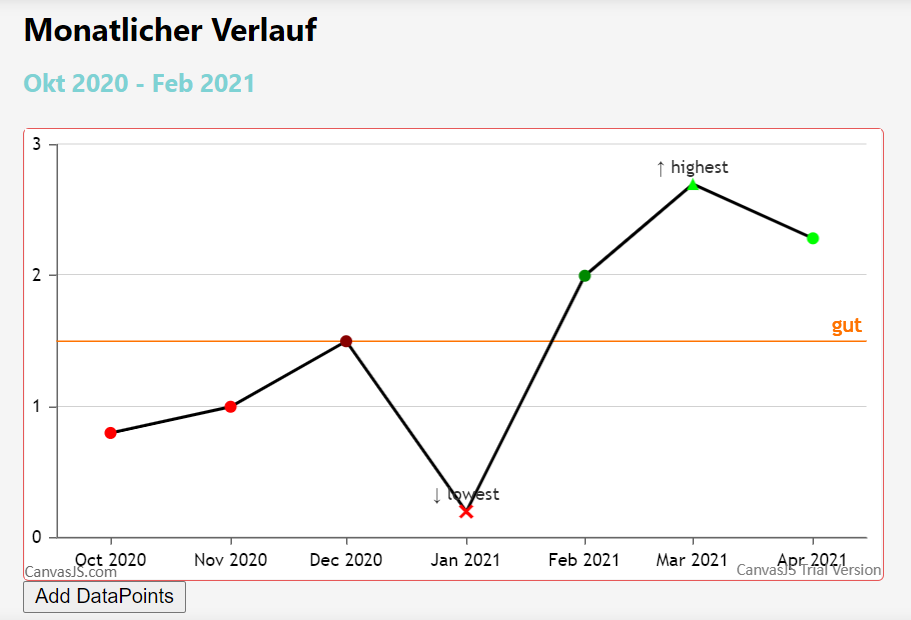 Monatlicher Verlauf
Okt 2020 - Feb 2021
3
↑ highest
2
gut
1
↓ lowest
0
Oct 2020 Nov 2020 Dec 2020 Jan 2021 Feb 2021 Mar 2021 Apr 2021
CanvasJS.com CanvasJS Trial Version
Add DataPoints